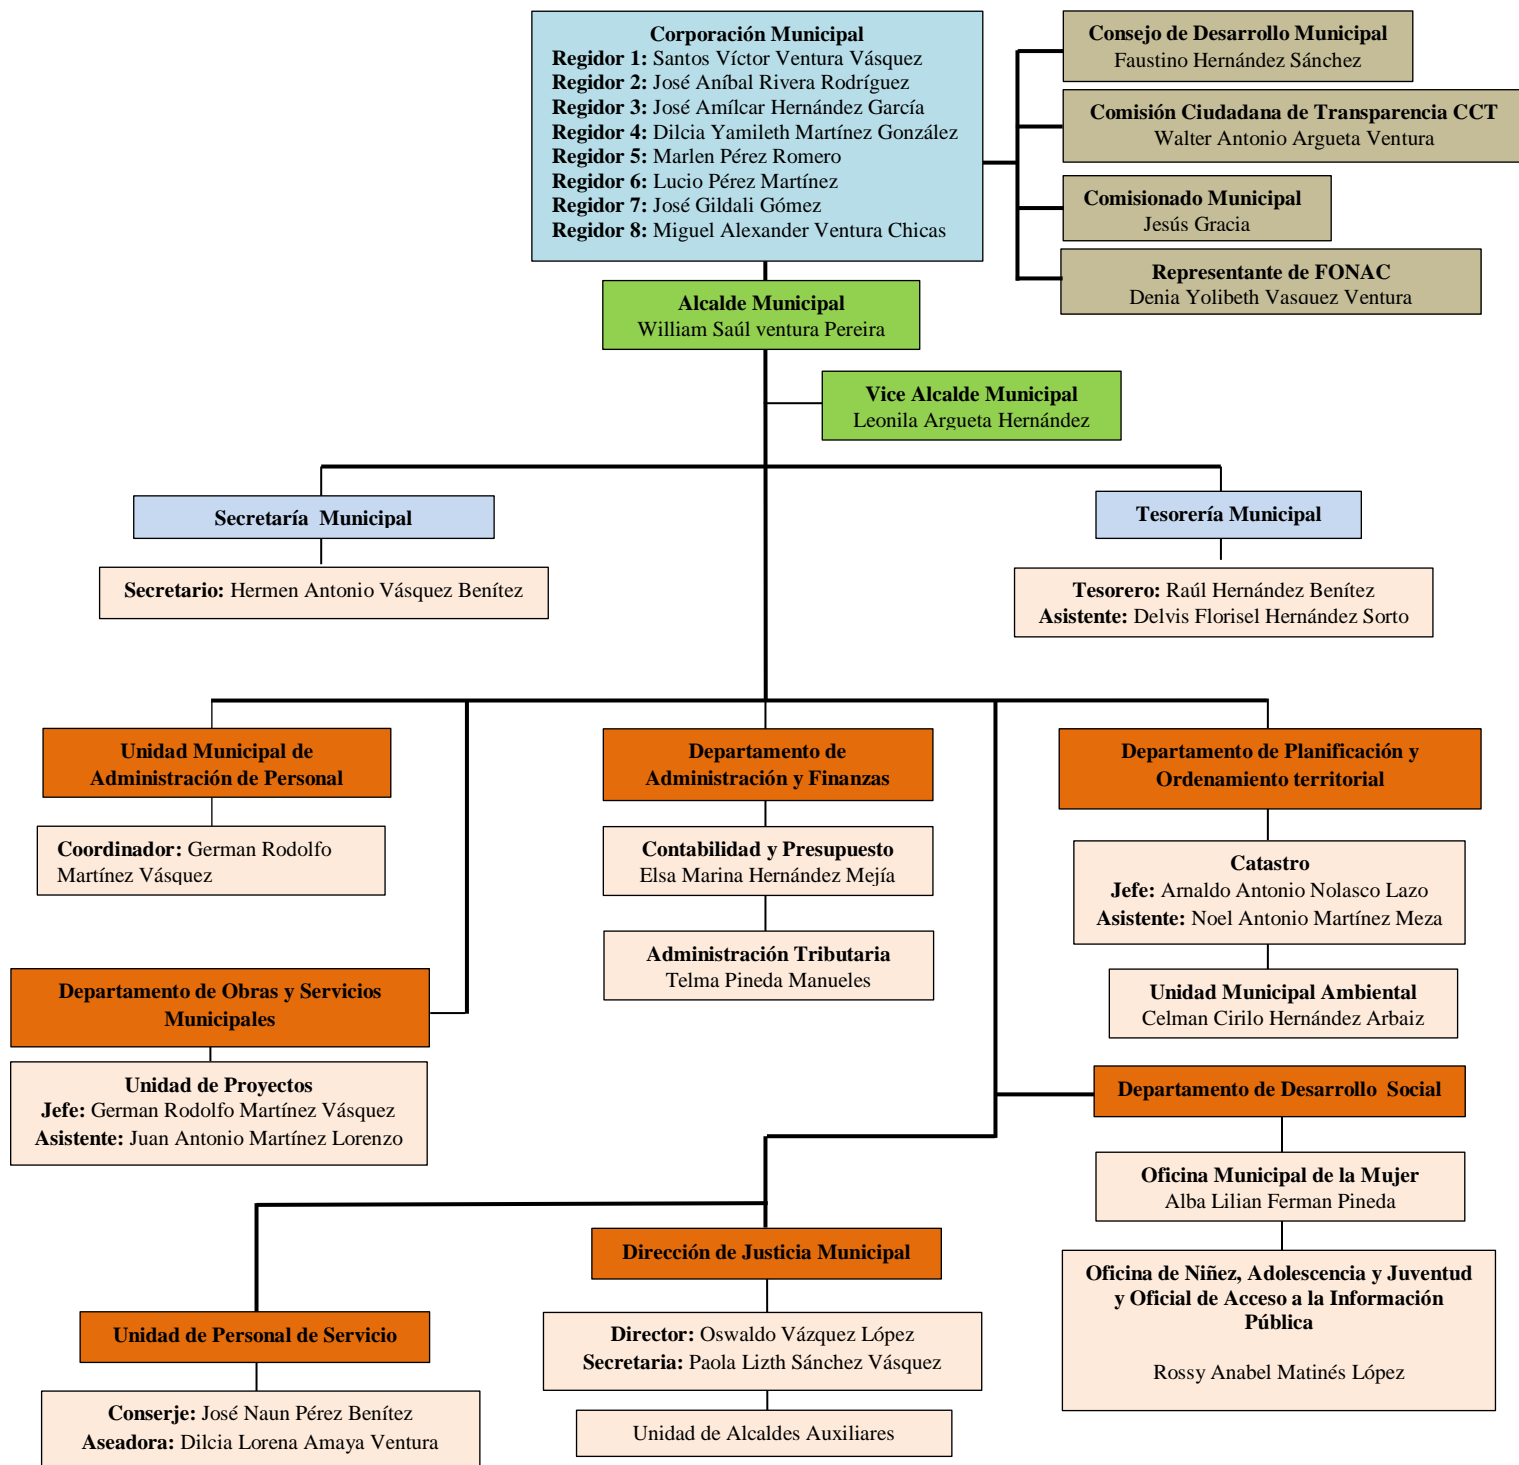 Corporación Municipal
Regidor 1: Santos Víctor Ventura Vásquez
Regidor 2: José Aníbal Rivera Rodríguez
Regidor 3: José Amílcar Hernández García
Regidor 4: Dilcia Yamileth Martínez González
Regidor 5: Marlen Pérez Romero
Regidor 6: Lucio Pérez Martínez
Regidor 7: José Gildali Gómez
Regidor 8: Miguel Alexander Ventura Chicas
Consejo de Desarrollo Municipal
Faustino Hernández Sánchez
Comisión Ciudadana de Transparencia CCT
Walter Antonio Argueta Ventura
Comisionado Municipal
Jesús Gracia
Representante de FONAC
Denia Yolibeth Vasquez Ventura
Alcalde Municipal
William Saúl ventura Pereira
Vice Alcalde Municipal
Leonila Argueta Hernández
Secretaría Municipal
Secretario: Hermen Antonio Vásquez Benítez
Tesorería Municipal
Tesorero: Raúl Hernández Benítez
Asistente: Delvis Florisel Hernández Sorto
Unidad Municipal de
Administración de Personal
Coordinador: German Rodolfo
Martínez Vásquez
Departamento de
Administración y Finanzas
Contabilidad y Presupuesto
Elsa Marina Hernández Mejía
Administración Tributaria
Telma Pineda Manueles
Departamento de Planificación y
Ordenamiento territorial
Catastro
Jefe: Arnaldo Antonio Nolasco Lazo
Asistente: Noel Antonio Martínez Meza
Unidad Municipal Ambiental
Celman Cirilo Hernández Arbaiz
Departamento de Obras y Servicios
Municipales
Unidad de Proyectos
Jefe: German Rodolfo Martínez Vásquez
Asistente: Juan Antonio Martínez Lorenzo
Departamento de Desarrollo Social
Oficina Municipal de la Mujer
Alba Lilian Ferman Pineda
Oficina de Niñez, Adolescencia y Juventud
y Oficial de Acceso a la Información
Pública
Rossy Anabel Matinés López
Dirección de Justicia Municipal
Director: Oswaldo Vázquez López
Secretaria: Paola Lizth Sánchez Vásquez
Unidad de Alcaldes Auxiliares
Unidad de Personal de Servicio
Conserje: José Naun Pérez Benítez
Aseadora: Dilcia Lorena Amaya Ventura